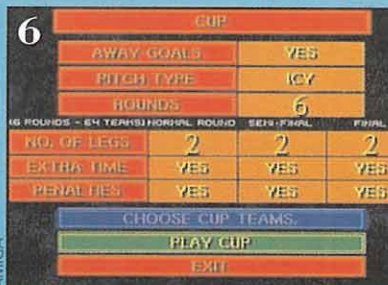 6
CUP
AWAY GOALS YES
PITCH TYPE ICY
ROUNDS 6
(6 ROUNDS - 64 TEAMS) NORMAL ROUND SEMI-FINAL FINAL
NO. OF LEGS 2 2 2
EXTRA TIME YES YES YES
PENALTIES YES YES YES
CHOOSE CUP TEAMS.
PLAY CUP
EXIT
AMIGA